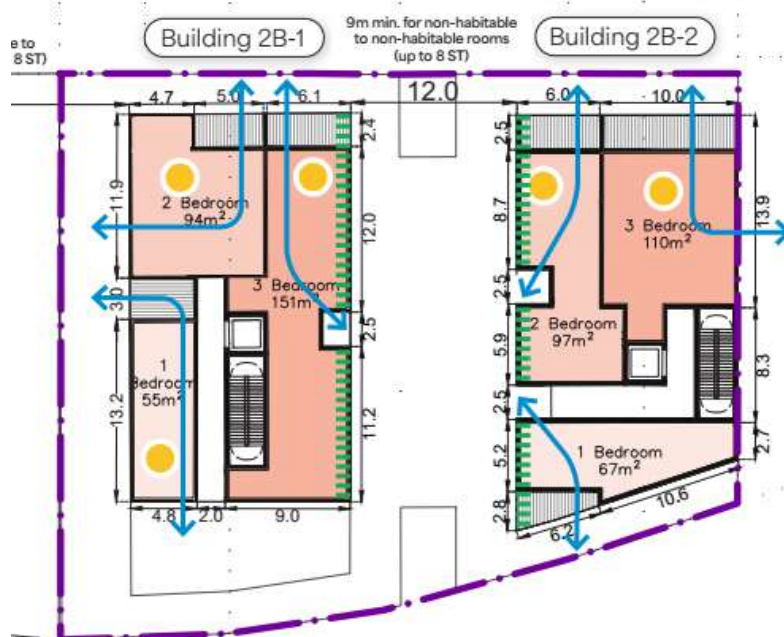 e to
8 ST)
Building 2B-1
9m min. for non-habitable
to non-habitable rooms
(up to 8 ST)
Building 2B-2
4.7
5.0
6.1
12.0
6.0
10.0
2.4
2.5
11.9
2 Bedroom
94m²
12.0
8.7
3 Bedroom
110m²
13.9
3.0
3 Bedroom
151m²
2.5
2.5
2 Bedroom
97m²
5.9
8.3
1
Bedroom
55m²
13.2
11.2
2.5
5.2
1 Bedroom
67m²
2.7
2.8
4.8
2.0
9.0
6.2
10.6